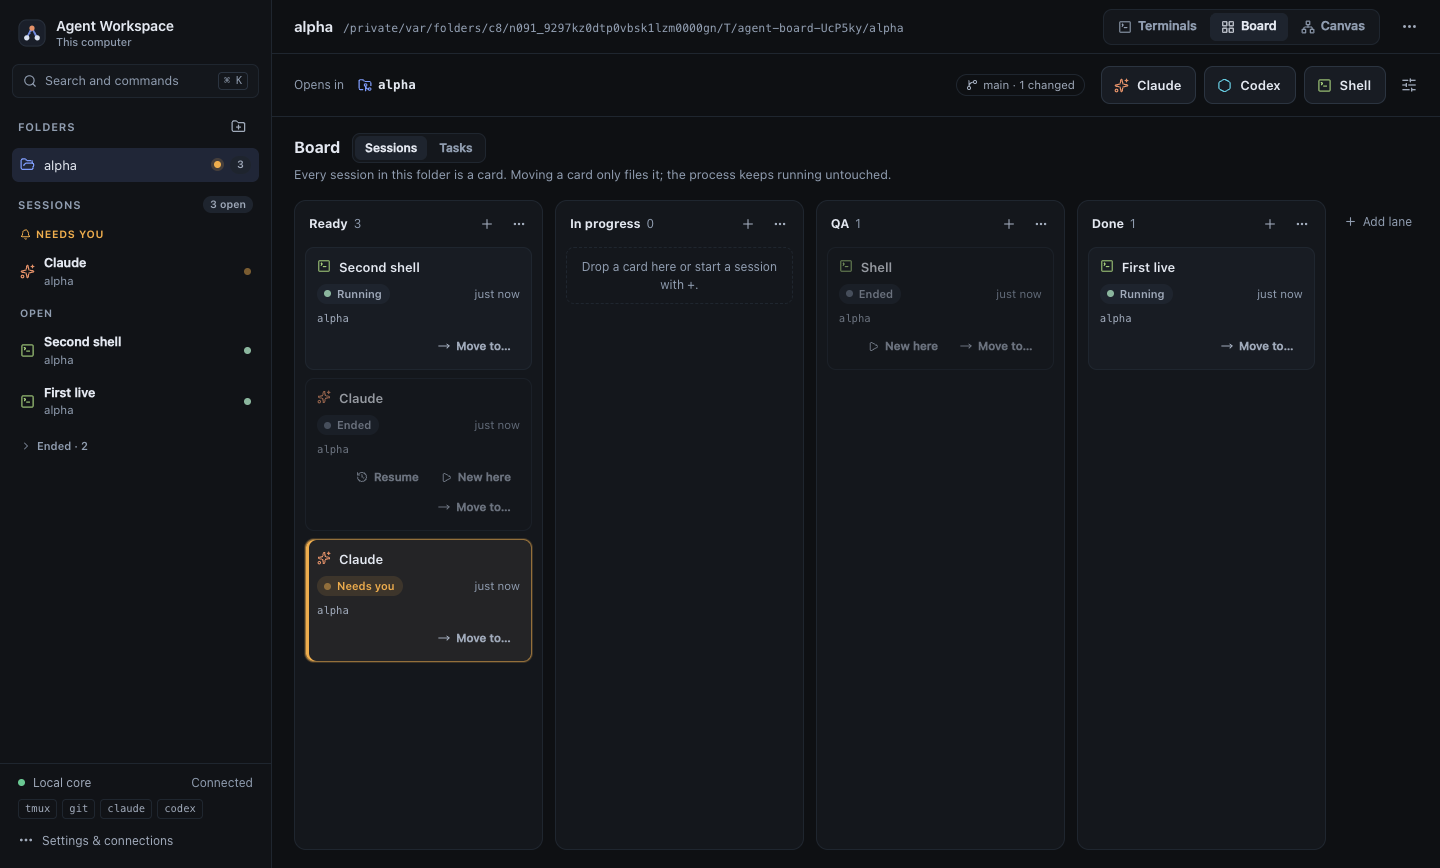 Agent Workspace
This computer
Search and commands
⌘ K
FOLDERS
alpha
3
SESSIONS
3 open
NEEDS YOU
Claude
alpha
OPEN
Second shell
alpha
First live
alpha
Ended · 2
Local core
Connected
tmux
git
claude
codex
Settings & connections
alpha
/private/var/folders/c8/n091_9297kz0dtp0vbsk1lzm0000gn/T/agent-board-UcP5ky/alpha
Terminals
Board
Canvas
Opens in
alpha
main · 1 changed
Claude
Codex
Shell
Board
Sessions
Tasks
Every session in this folder is a card. Moving a card only files it; the process keeps running untouched.
Ready 3
Second shell
Running
just now
alpha
Move to...
Claude
Ended
just now
alpha
Resume
New here
Move to...
Claude
Needs you
just now
alpha
Move to...
In progress 0
Drop a card here or start a session
with +.
QA 1
Shell
Ended
just now
alpha
New here
Move to...
Done 1
First live
Running
just now
alpha
Move to...
Add lane